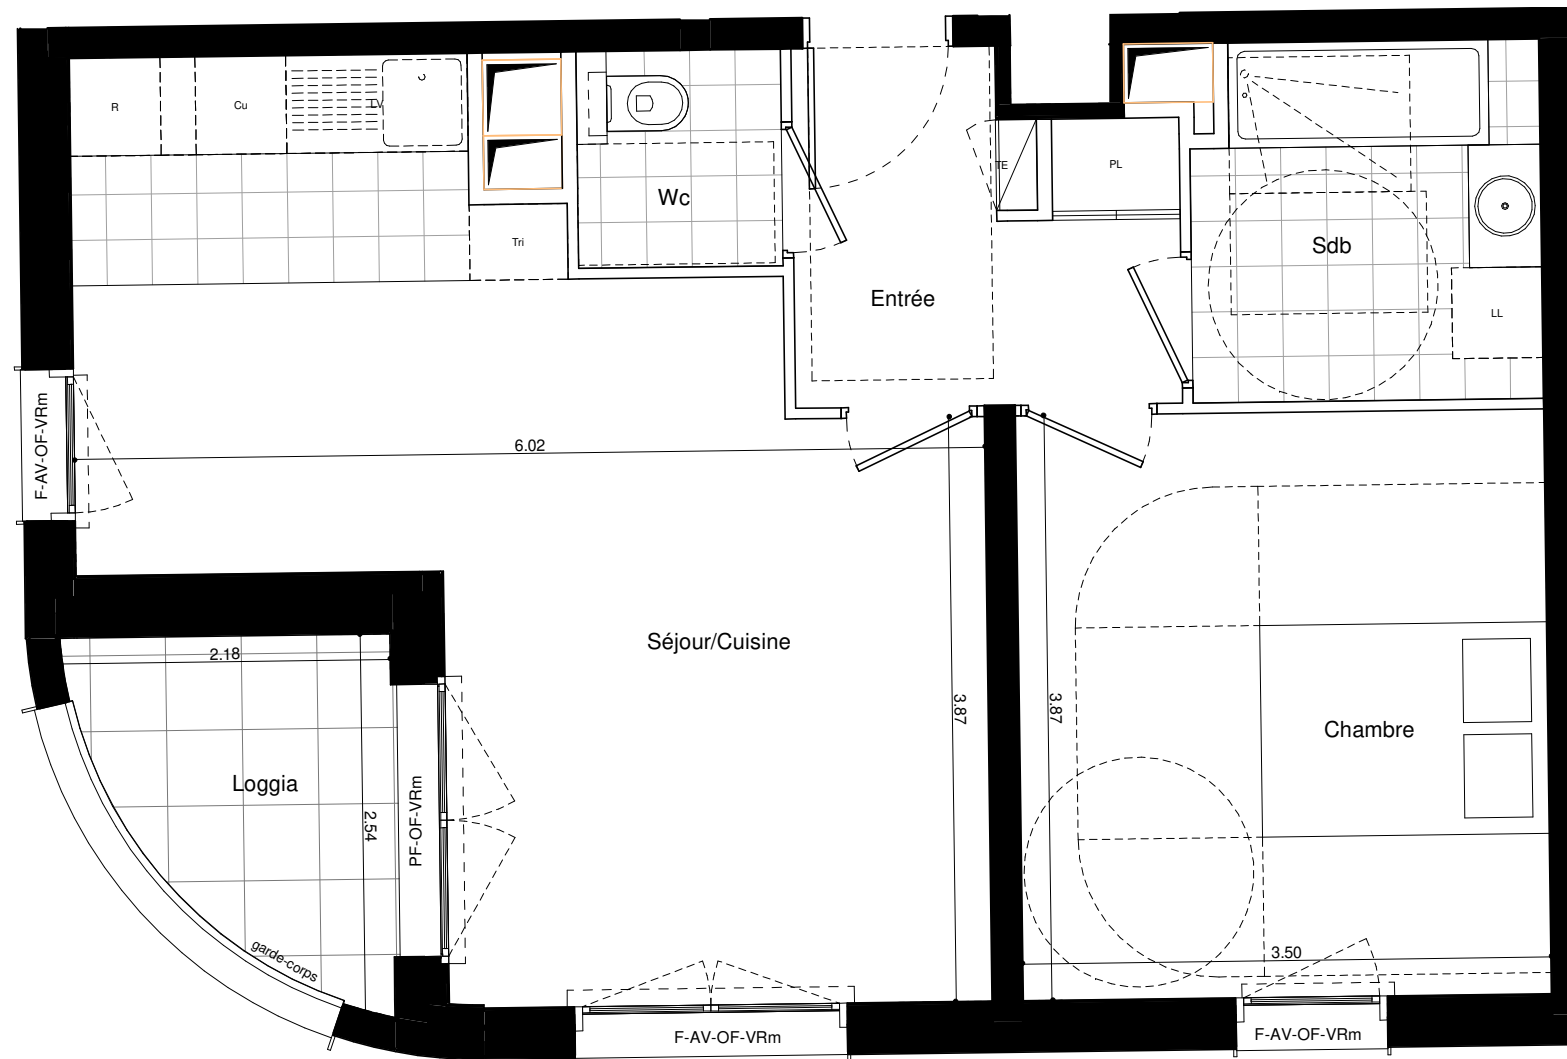 R
Cu
LV
Tri
Wc
Entrée
TE
PL
Sdb
LL
F-AV-OF-VRm
6.02
Séjour/Cuisine
3.87
3.87
Chambre
2.18
Loggia
2.54
PF-OF-VRm
garde-corps
3.50
F-AV-OF-VRm
F-AV-OF-VRm